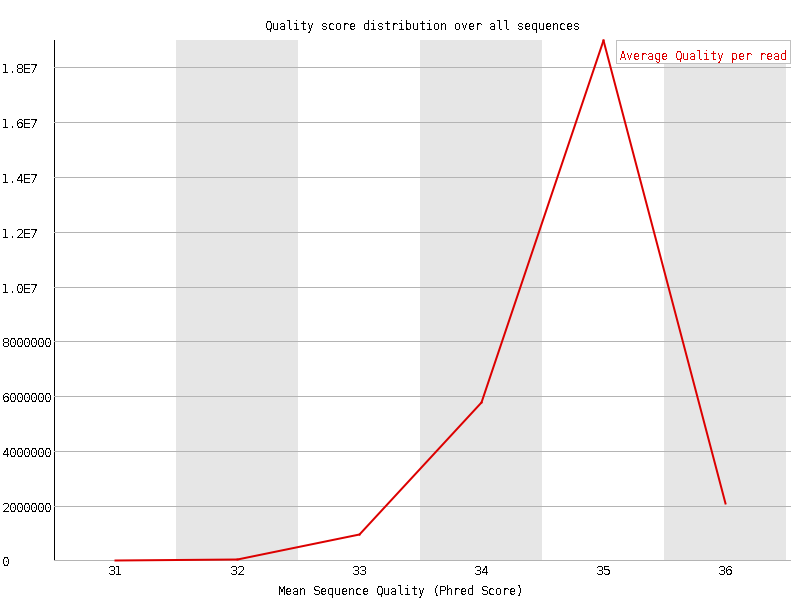 Quality score distribution over all sequences
Average Quality per read
1.8E7
1.6E7
1.4E7
1.2E7
1.0E7
8000000
6000000
4000000
2000000
0
31 32 33 34 35 36
Mean Sequence Quality (Phred Score)